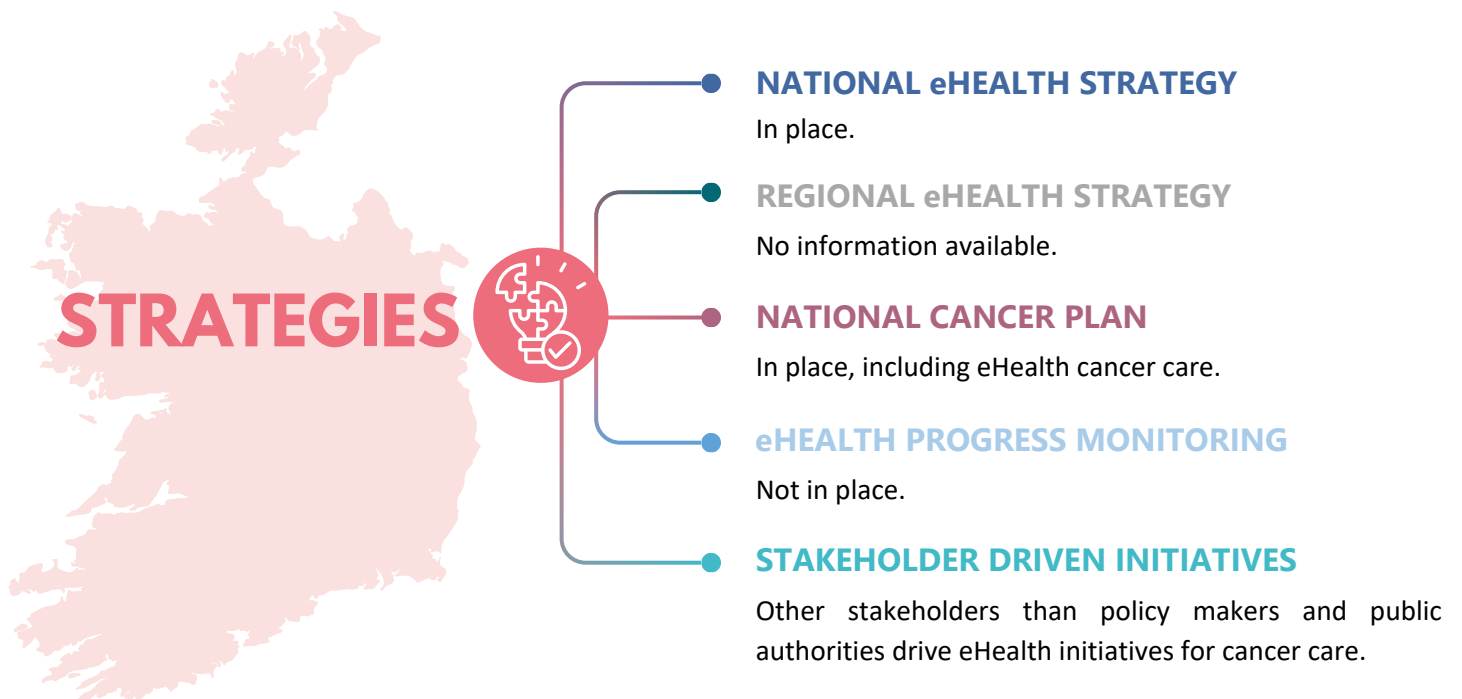 STRATEGIES
NATIONAL eHEALTH STRATEGY
In place.
REGIONAL eHEALTH STRATEGY
No information available.
NATIONAL CANCER PLAN
In place, including eHealth cancer care.
eHEALTH PROGRESS MONITORING
Not in place.
STAKEHOLDER DRIVEN INITIATIVES
Other stakeholders than policy makers and public
authorities drive eHealth initiatives for cancer care.